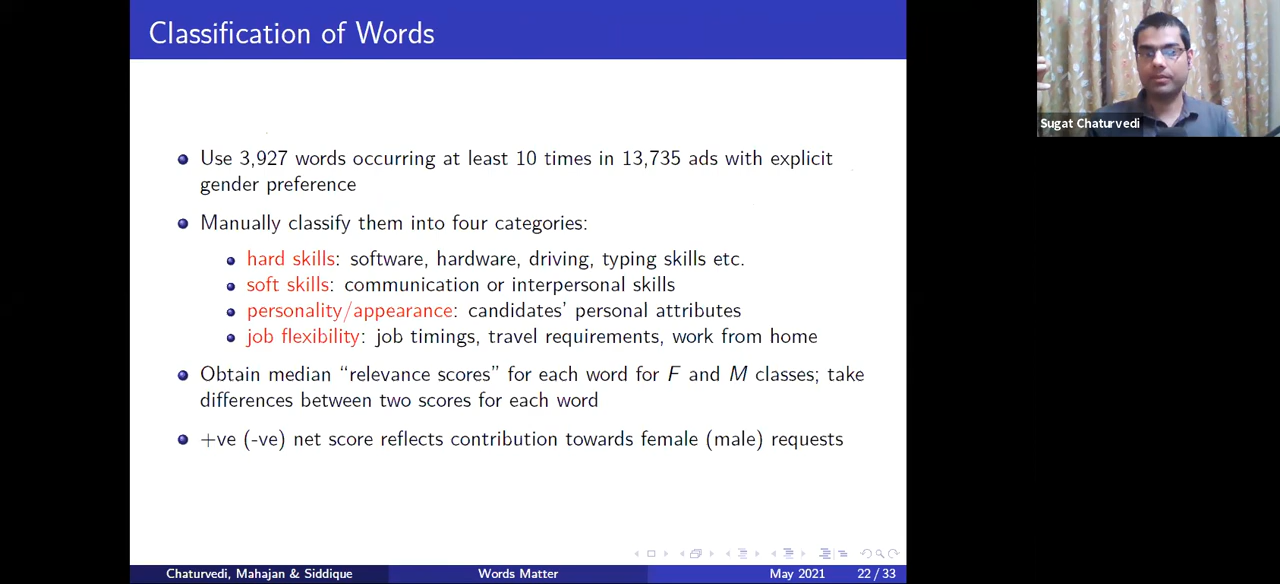 Classification of Words
Sugat Chaturvedi
Use 3,927 words occurring at least 10 times in 13,735 ads with explicit
gender preference
Manually classify them into four categories:
hard skills: software, hardware, driving, typing skills etc.
soft skills: communication or interpersonal skills
personality/appearance: candidates’ personal attributes
job flexibility: job timings, travel requirements, work from home
Obtain median “relevance scores” for each word for F and M classes; take
differences between two scores for each word
+ve (-ve) net score reflects contribution towards female (male) requests
Chaturvedi, Mahajan & Siddique Words Matter May 2021 22 / 33